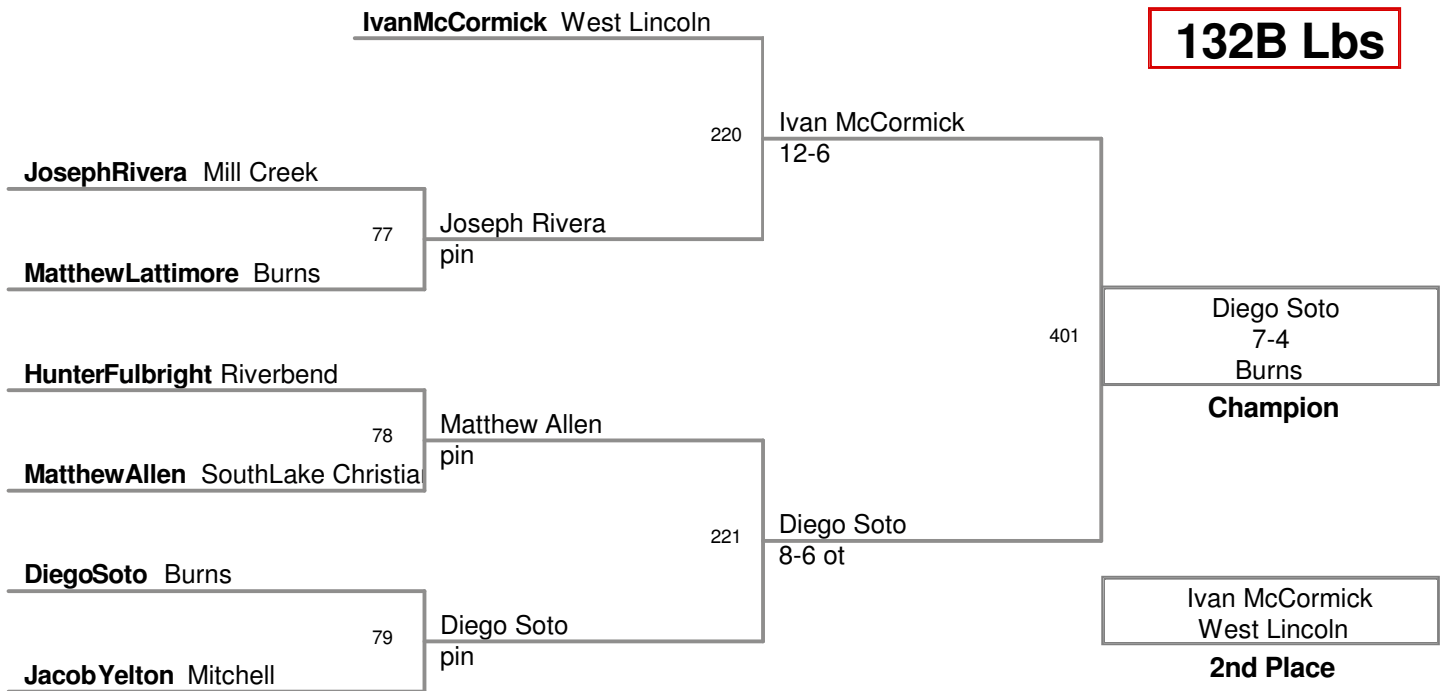 IvanMcCormick West Lincoln
132B Lbs
220
Ivan McCormick
12-6
JosephRivera Mill Creek
77
Joseph Rivera
pin
MatthewLattimore Burns
401
Diego Soto
7-4
Burns
Champion
HunterFulbright Riverbend
78
Matthew Allen
pin
MatthewAllen SouthLake Christia
221
Diego Soto
8-6 ot
DiegoSoto Burns
79
Diego Soto
pin
JacobYelton Mitchell
Ivan McCormick
West Lincoln
2nd Place